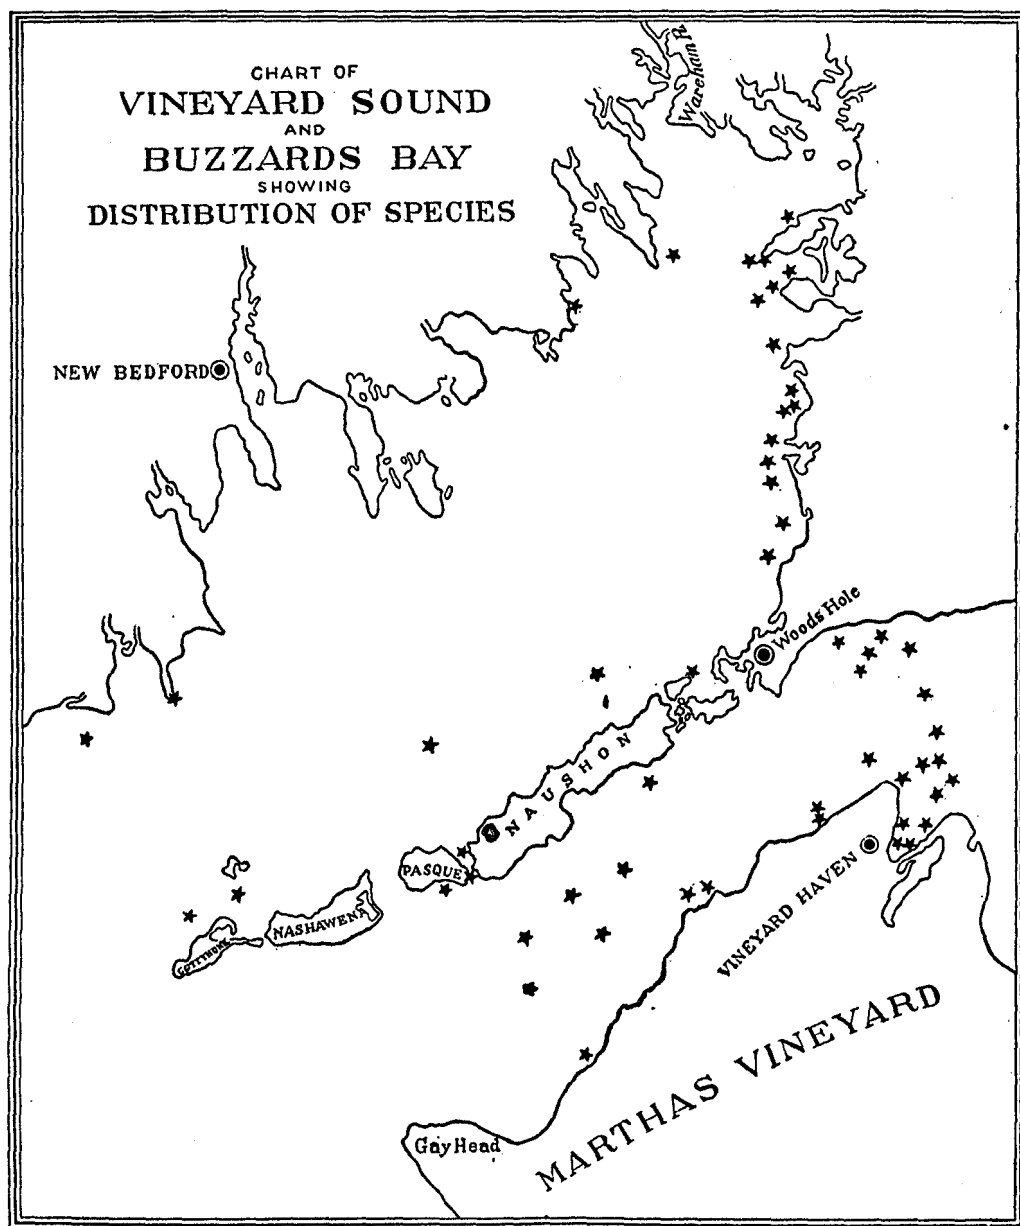 CHART OF
VINEYARD SOUND
AND
BUZZARDS BAY
SHOWING
DISTRIBUTION OF SPECIES
Wareham R.
NEW BEDFORD
Woods Hole
NAUSHON
PASQUE
NASHAWENA
VINEYARD HAVEN
MARTHAS VINEYARD
Gay Head